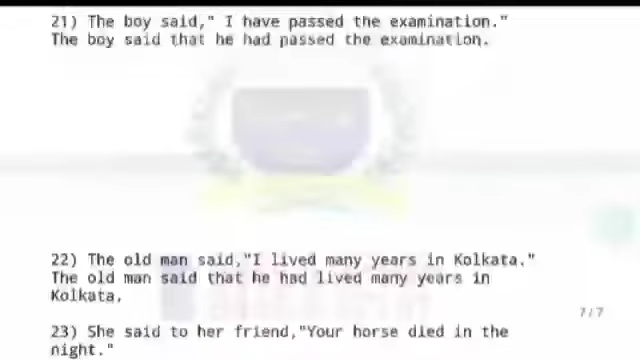 21) The boy said," I have passed the examination."
The boy said that he had passed the examination.
22) The old man said,"I lived many years in Kolkata."
The old man said that he had lived many years in
Kolkata.
7/7
23) She said to her friend,"Your horse died in the
night."